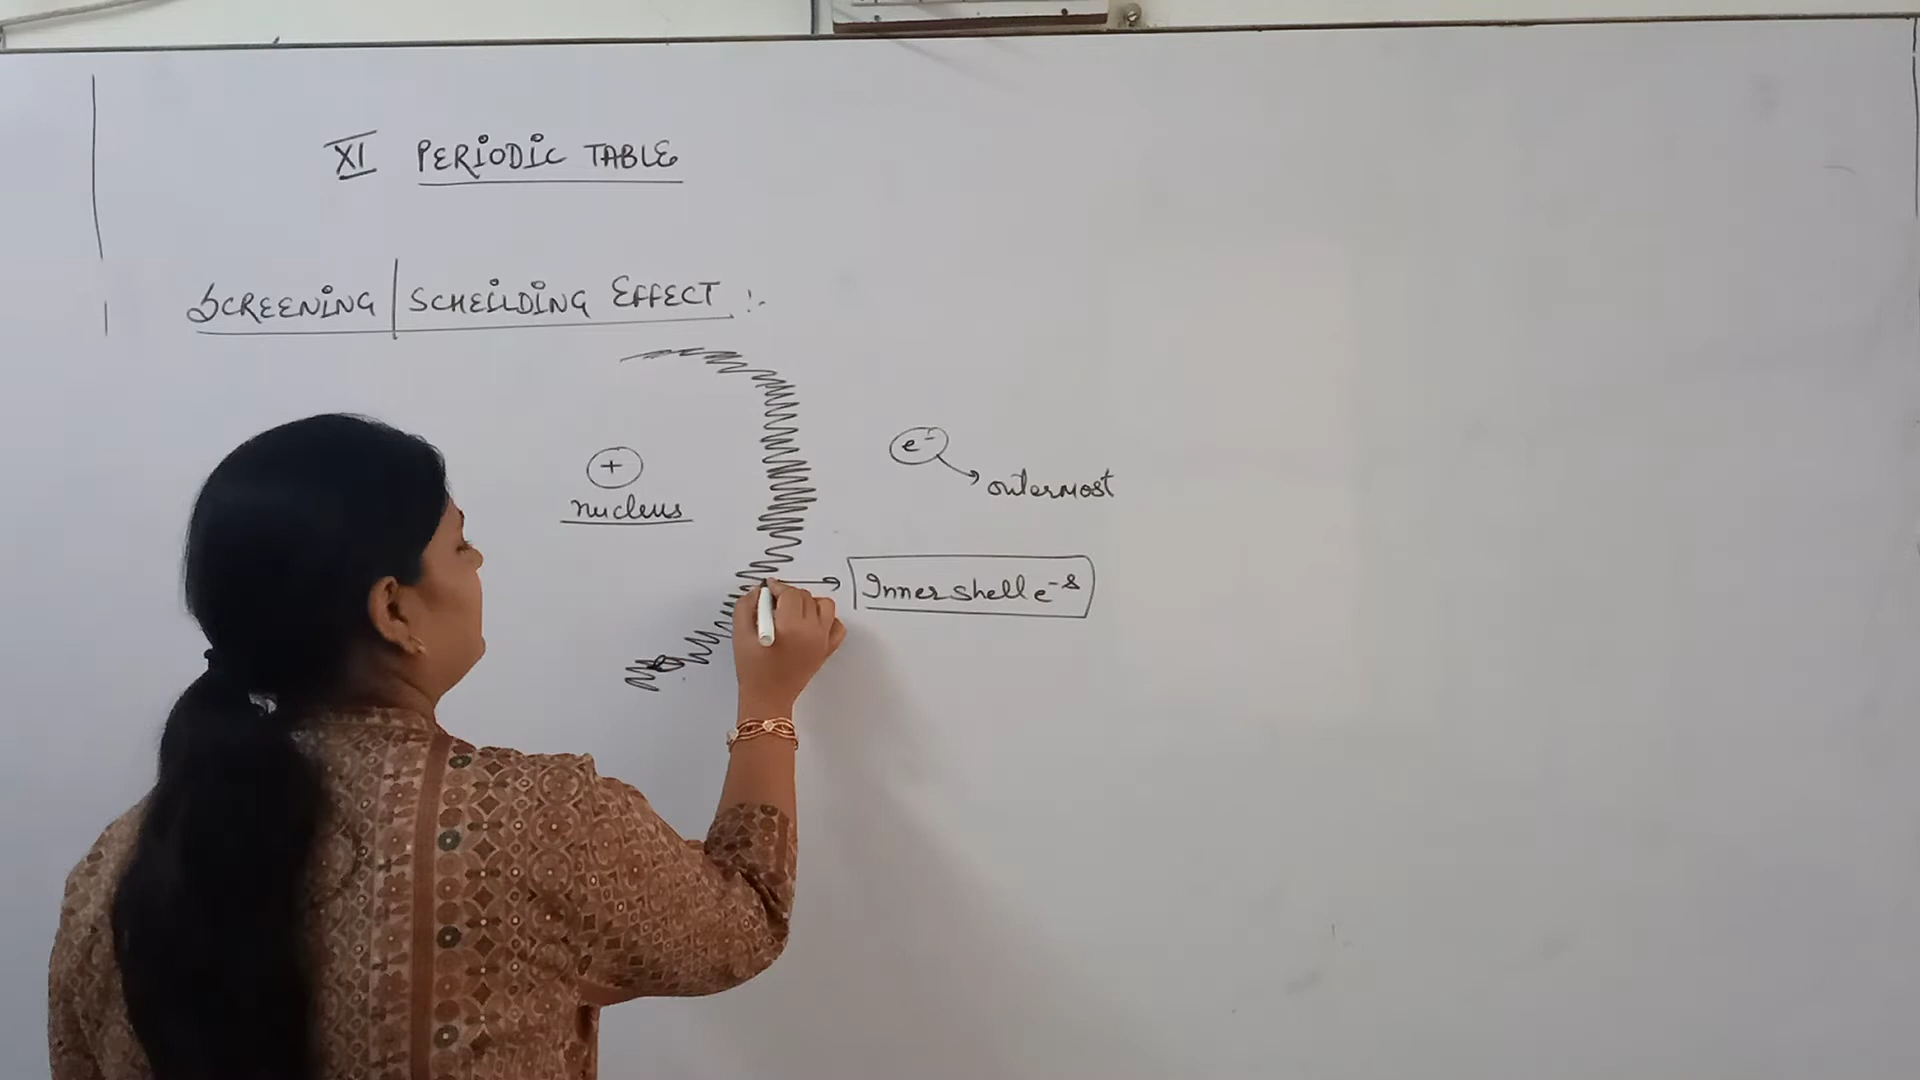 XI PERIODIC TABLE
SCREENING | SCHEILDING EFFECT :-
e⁻
+
outermost
nucleus
Inner shell e⁻s